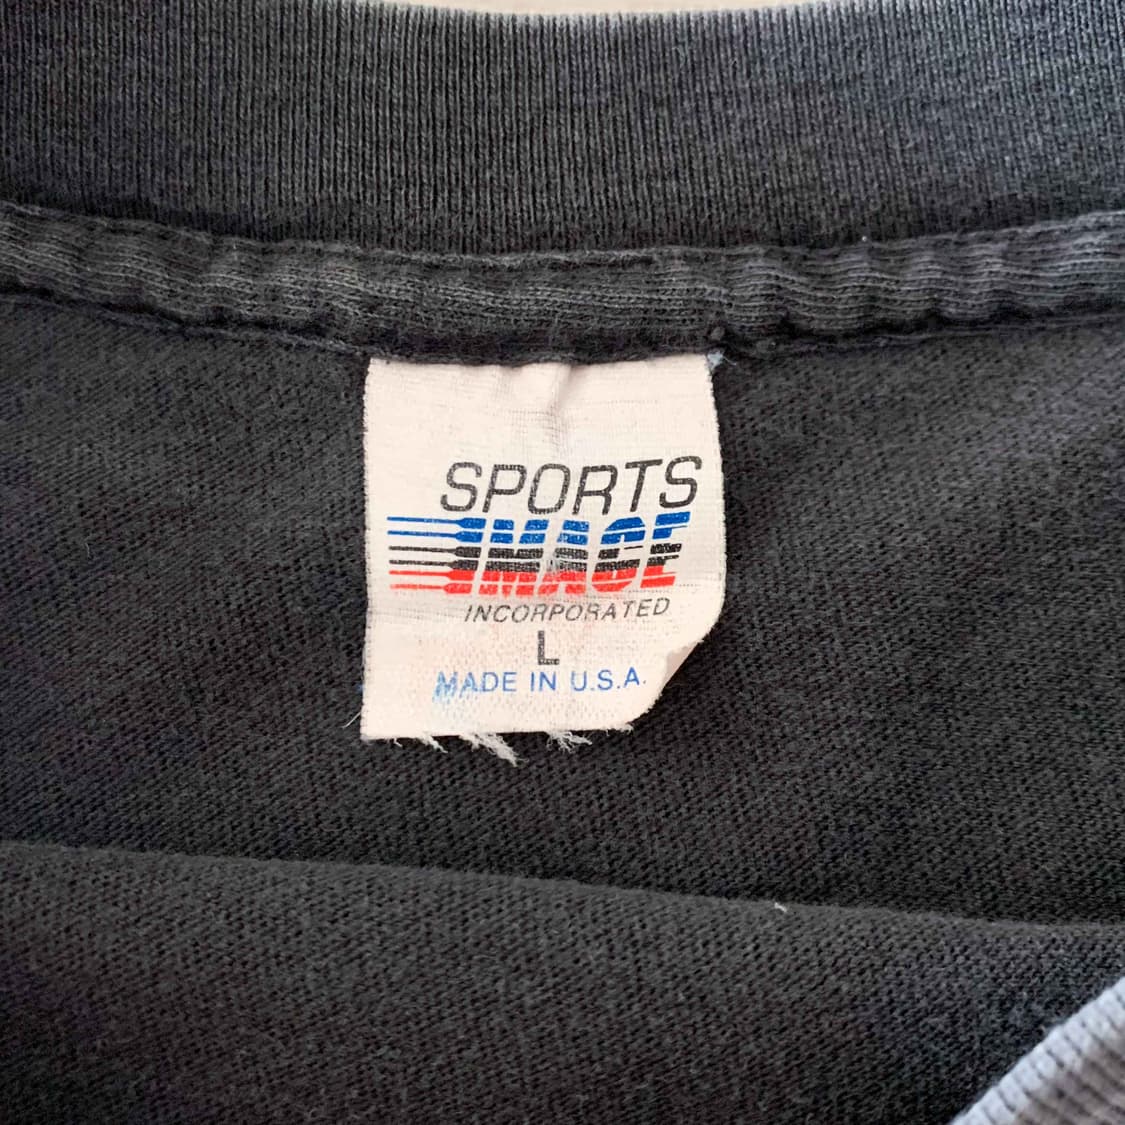 SPORTS
IMAGE
INCORPORATED
L
MADE IN U.S.A.